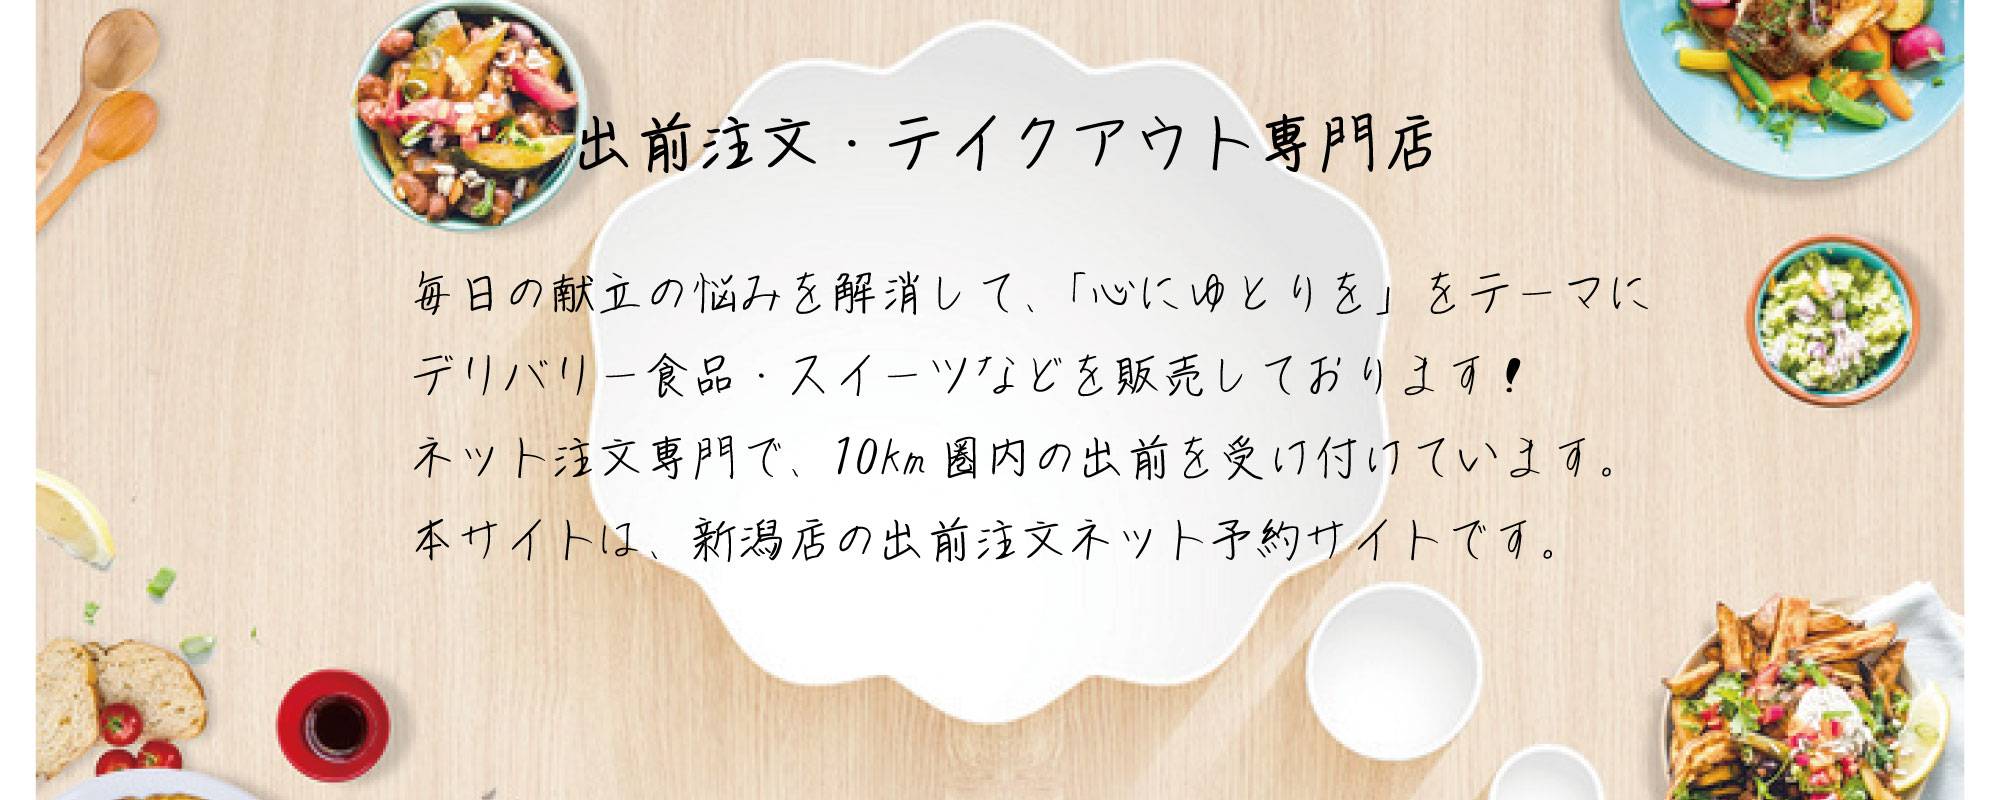 出前注文・テイクアウト専門店
毎日の献立の悩みを解消して、「心にゆとりを」をテーマに
デリバリー食品・スイーツなどを販売しております!
ネット注文専門で、10km圏内の出前を受け付けています。
本サイトは、新潟店の出前注文ネット予約サイトです。